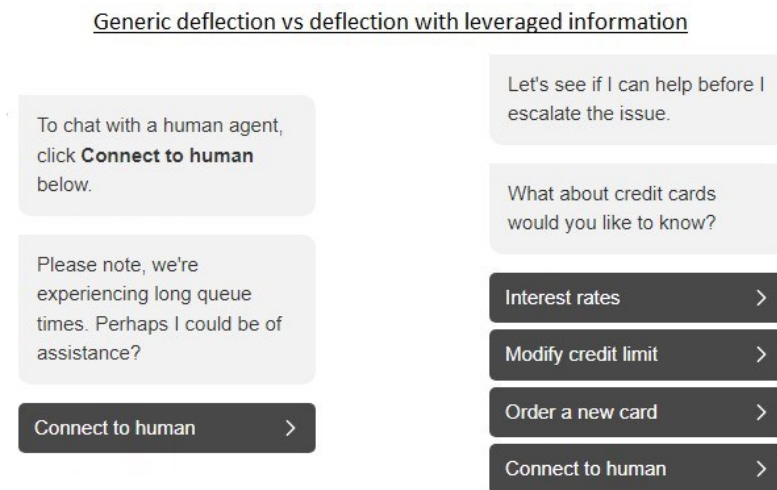 Generic deflection vs deflection with leveraged information
To chat with a human agent,
click Connect to human
below.
Please note, we're
experiencing long queue
times. Perhaps I could be of
assistance?
Connect to human
Let's see if I can help before I
escalate the issue.
What about credit cards
would you like to know?
Interest rates
Modify credit limit
Order a new card
Connect to human